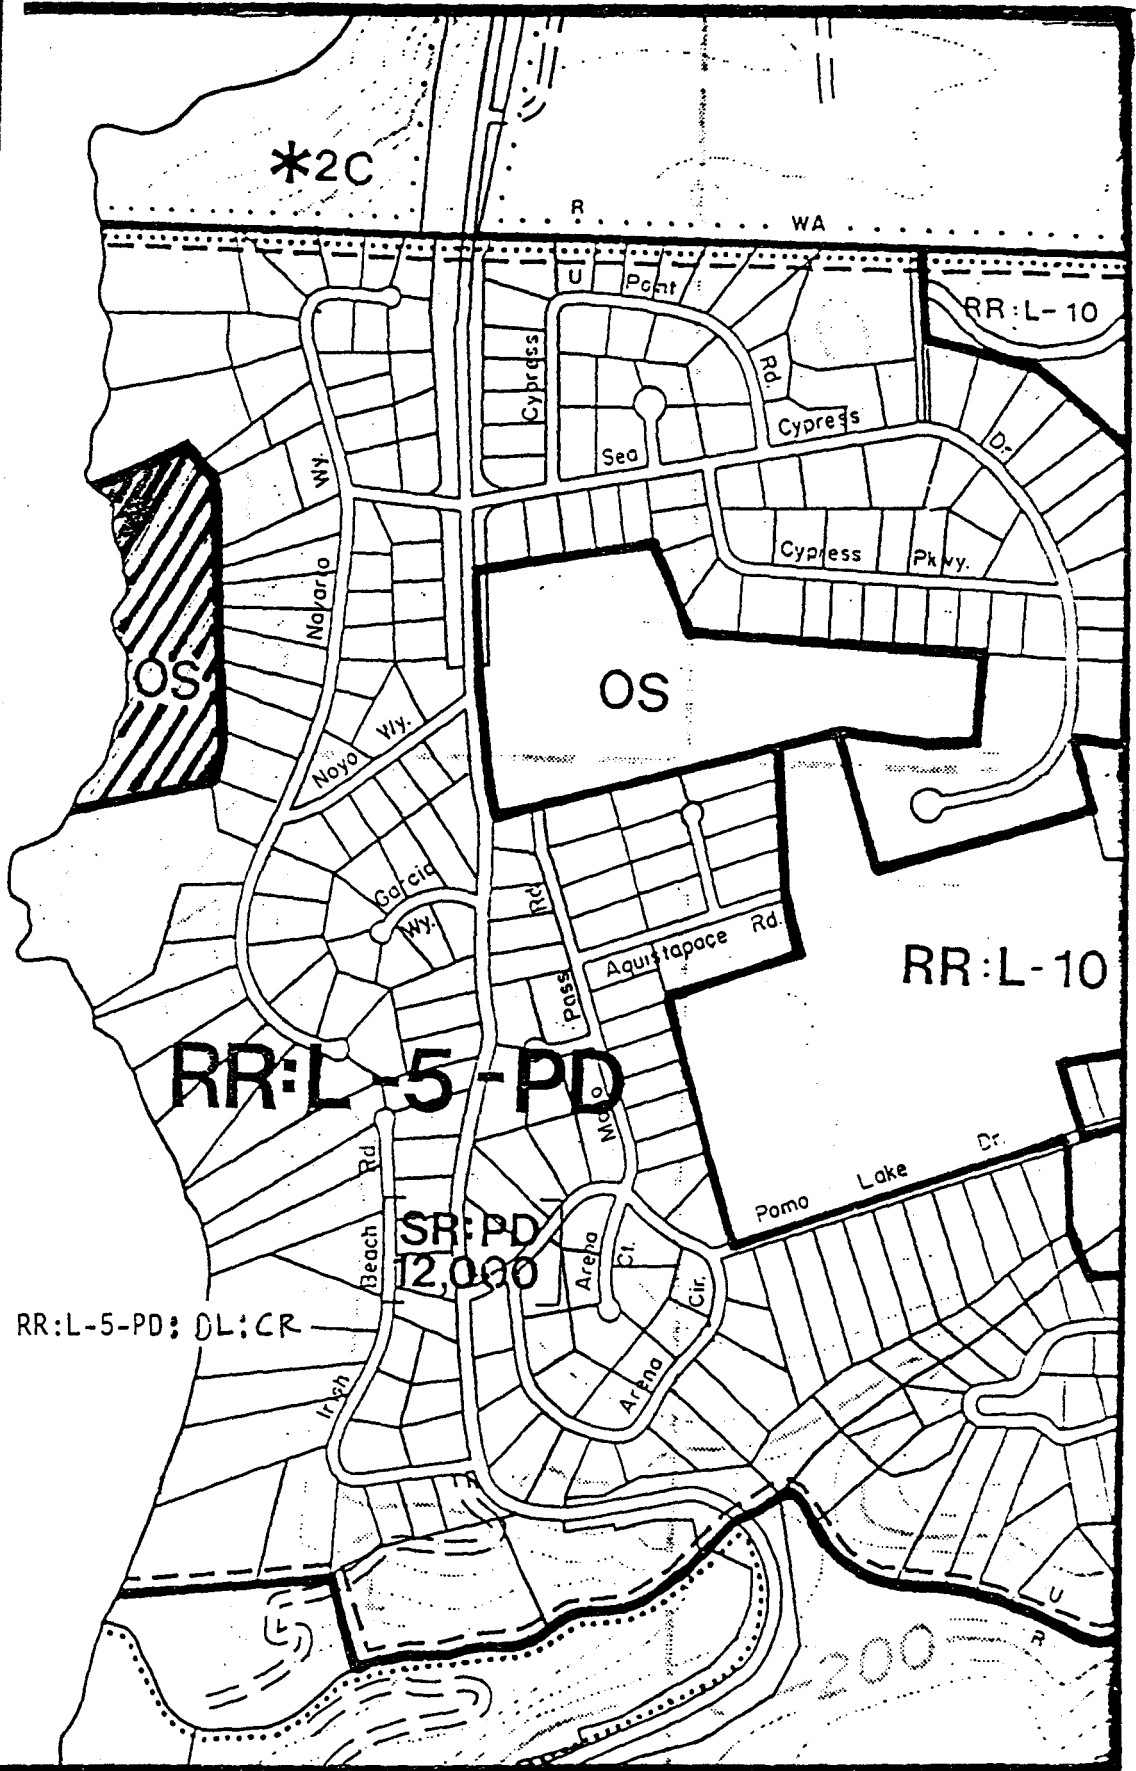 *2C
R
WA
U
Pont
RR:L-10
Cypress
Rd.
Cypress
Dr
Sea
Wy.
Cypress Pkwy.
Navarro
OS
OS
Wy.
Noyo
Garcia
Wy.
Rd.
Aquistapace Rd.
RR:L-10
Pass
RR:L-5-PD
Dr.
Rd
Lake
Pomo
SR:PD
12,000
Beach
Arena
Ct.
Cir.
RR:L-5-PD: DL:CR
Irish
Arena
U
R
200